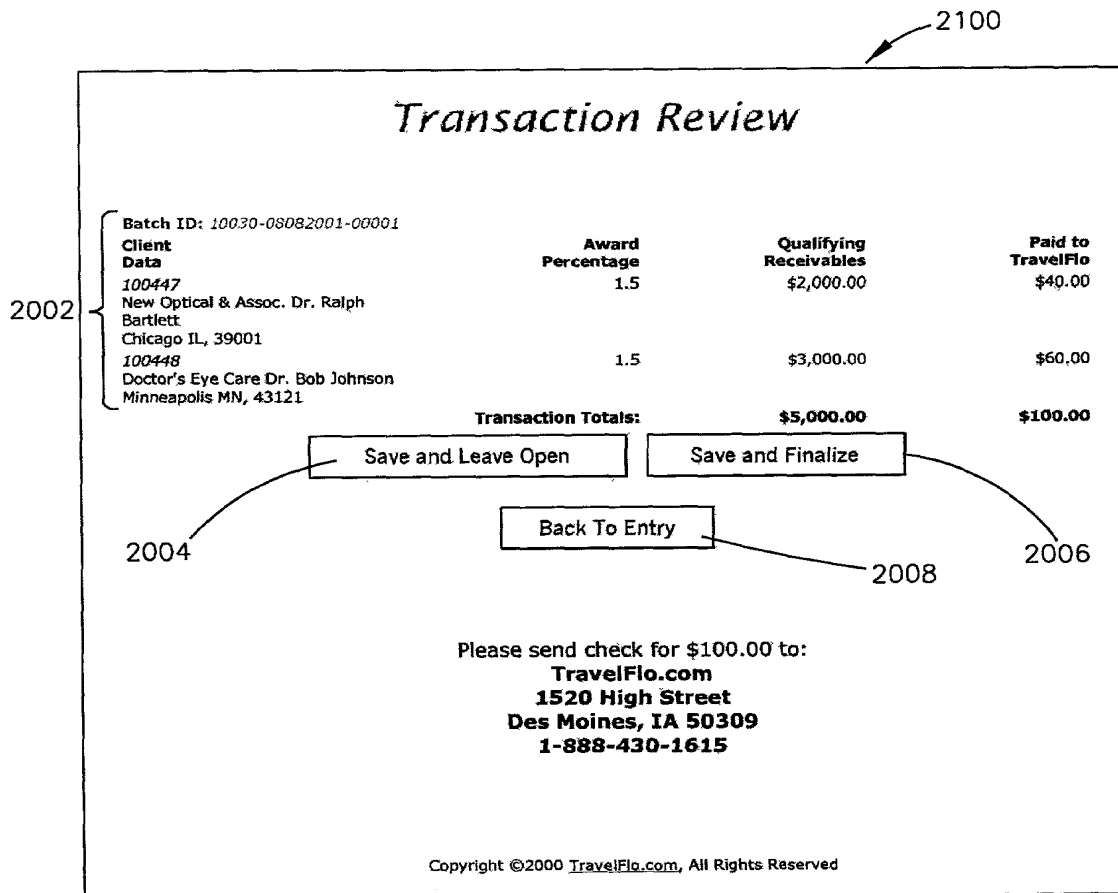 2100
Transaction Review
Batch ID: 10030-08082001-00001
Client Data Award Percentage Qualifying Receivables Paid to TravelFlo
100447 1.5 $2,000.00 $40.00
New Optical & Assoc. Dr. Ralph
Bartlett
Chicago IL, 39001
2002
100448 1.5 $3,000.00 $60.00
Doctor's Eye Care Dr. Bob Johnson
Minneapolis MN, 43121
Transaction Totals: $5,000.00 $100.00
Save and Leave Open Save and Finalize
Back To Entry
2004 2008 2006
Please send check for $100.00 to:
TravelFlo.com
1520 High Street
Des Moines, IA 50309
1-888-430-1615
Copyright ©2000 TravelFlo.com, All Rights Reserved